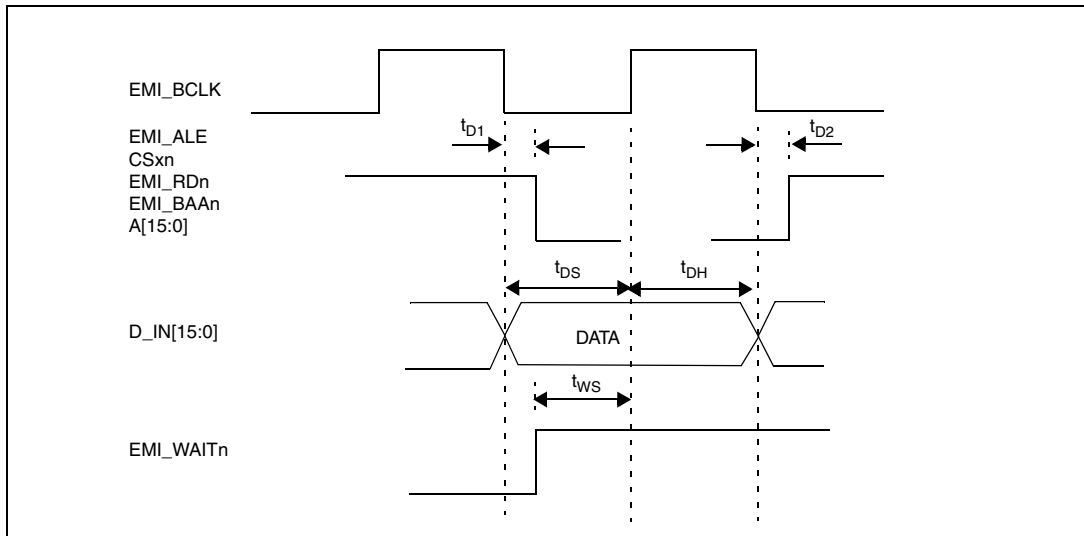 EMI_BCLK
EMI_ALE
tD1
tD2
CSxn
EMI_RDn
EMI_BAAn
A[15:0]
tDS
tDH
D_IN[15:0]
DATA
tWS
EMI_WAITn